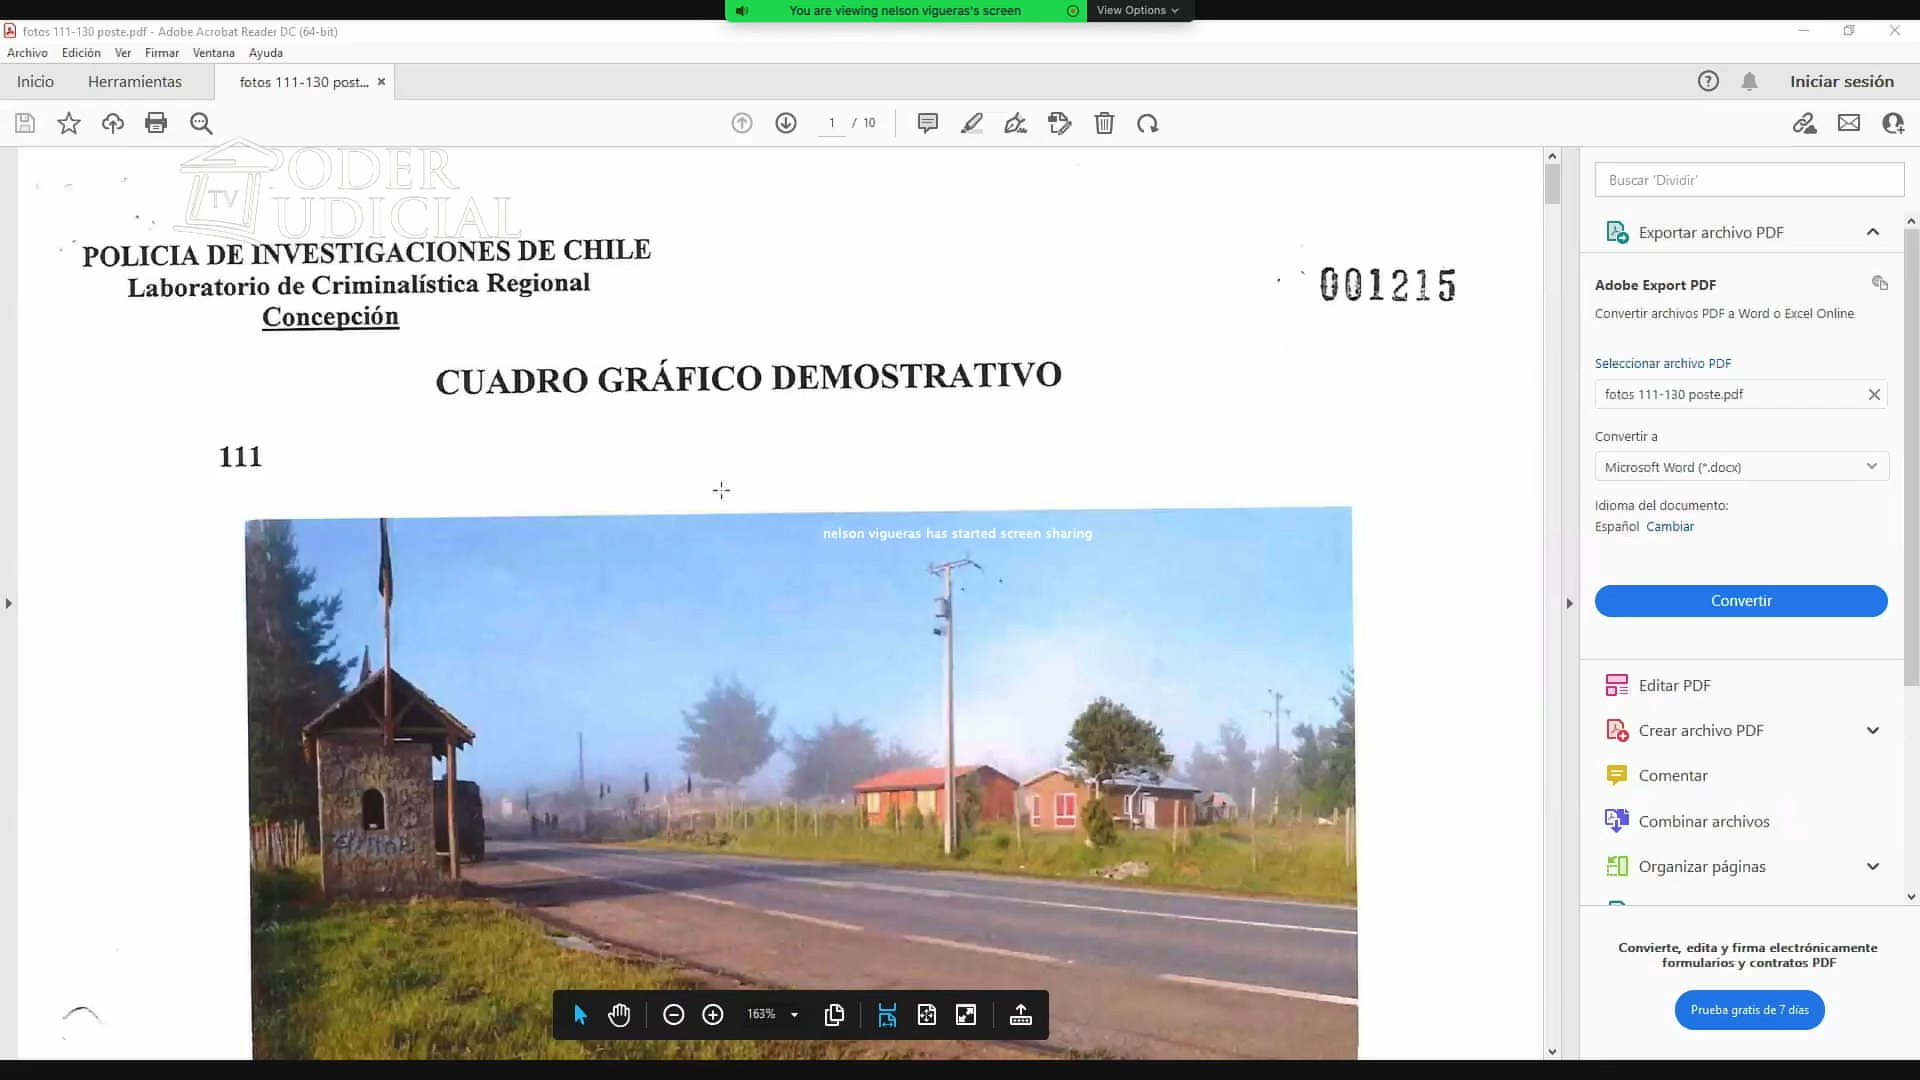 You are viewing nelson vigueras's screen
View Options
fotos 111-130 poste.pdf - Adobe Acrobat Reader DC (64-bit)
Archivo Edición Ver Firmar Ventana Ayuda
Inicio Herramientas fotos 111-130 post... Iniciar sesión
1 / 10
PODER
JUDICIAL
TV
POLICIA DE INVESTIGACIONES DE CHILE
Laboratorio de Criminalística Regional
Concepción
001215
CUADRO GRÁFICO DEMOSTRATIVO
111
nelson vigueras has started screen sharing
163%
Buscar 'Dividir'
Exportar archivo PDF
Adobe Export PDF
Convertir archivos PDF a Word o Excel Online
Seleccionar archivo PDF
fotos 111-130 poste.pdf
Convertir a
Microsoft Word (*.docx)
Idioma del documento:
Español Cambiar
Convertir
Editar PDF
Crear archivo PDF
Comentar
Combinar archivos
Organizar páginas
Convierte, edita y firma electrónicamente
formularios y contratos PDF
Prueba gratis de 7 días